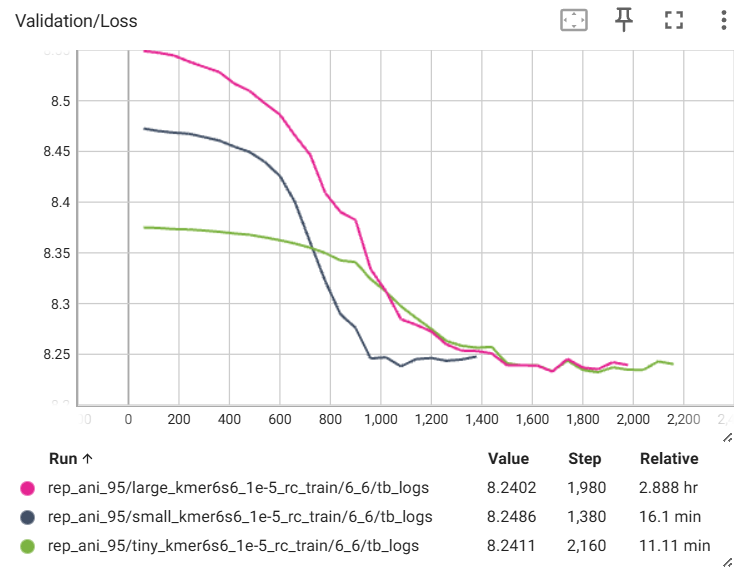 Validation/Loss
8.5
8.45
8.4
8.35
8.3
8.25
0 200 400 600 800 1,000 1,200 1,400 1,600 1,800 2,000 2,200
Run ↑ Value Step Relative
rep_ani_95/large_kmer6s6_1e-5_rc_train/6_6/tb_logs 8.2402 1,980 2.888 hr
rep_ani_95/small_kmer6s6_1e-5_rc_train/6_6/tb_logs 8.2486 1,380 16.1 min
rep_ani_95/tiny_kmer6s6_1e-5_rc_train/6_6/tb_logs 8.2411 2,160 11.11 min